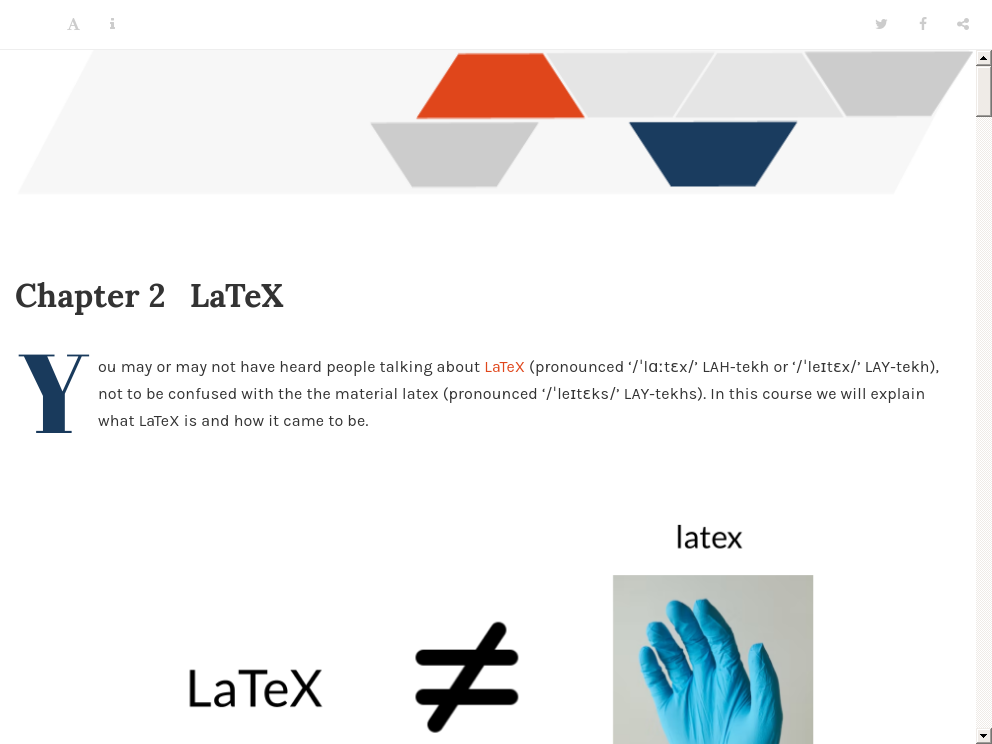 Chapter 2 LaTeX
You may or may not have heard people talking about LaTeX (pronounced ‘/ˈlɑːtɛx/’ LAH-tekh or ‘/ˈleɪtɛx/’ LAY-tekh),
not to be confused with the the material latex (pronounced ‘/ˈleɪtɛks/’ LAY-tekhs). In this course we will explain
what LaTeX is and how it came to be.
latex
LaTeX